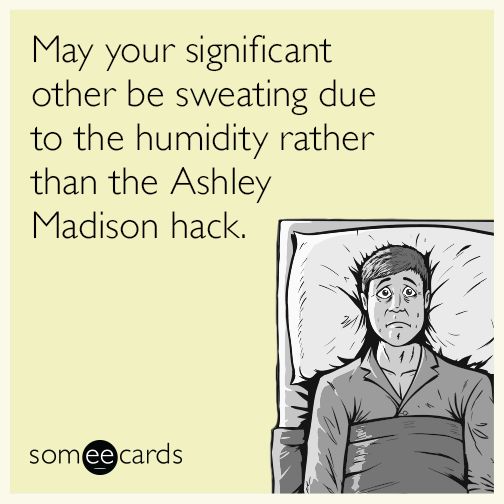 May your significant
other be sweating due
to the humidity rather
than the Ashley
Madison hack.
someecards